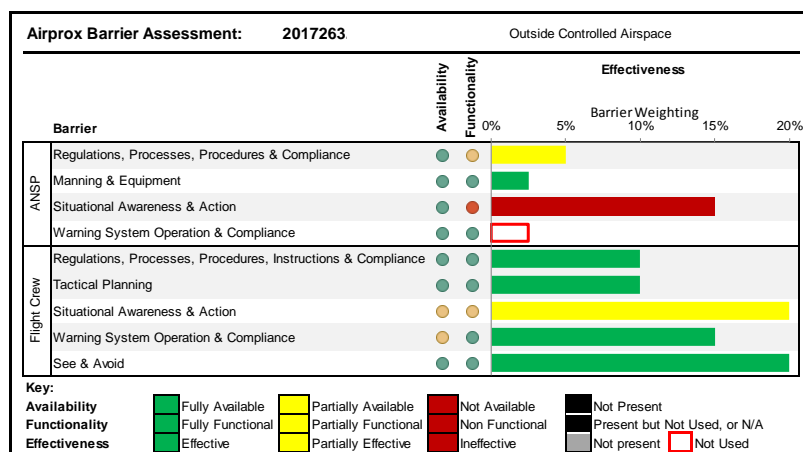 Airprox Barrier Assessment: 2017263 Outside Controlled Airspace
Effectiveness
Barrier Availability Functionality Barrier Weighting
0% 5% 10% 15% 20%
ANSP
Regulations, Processes, Procedures & Compliance
Manning & Equipment
Situational Awareness & Action
Warning System Operation & Compliance
Flight Crew
Regulations, Processes, Procedures, Instructions & Compliance
Tactical Planning
Situational Awareness & Action
Warning System Operation & Compliance
See & Avoid
Key:
Availability Fully Available Partially Available Not Available Not Present
Functionality Fully Functional Partially Functional Non Functional Present but Not Used, or N/A
Effectiveness Effective Partially Effective Ineffective Not present Not Used